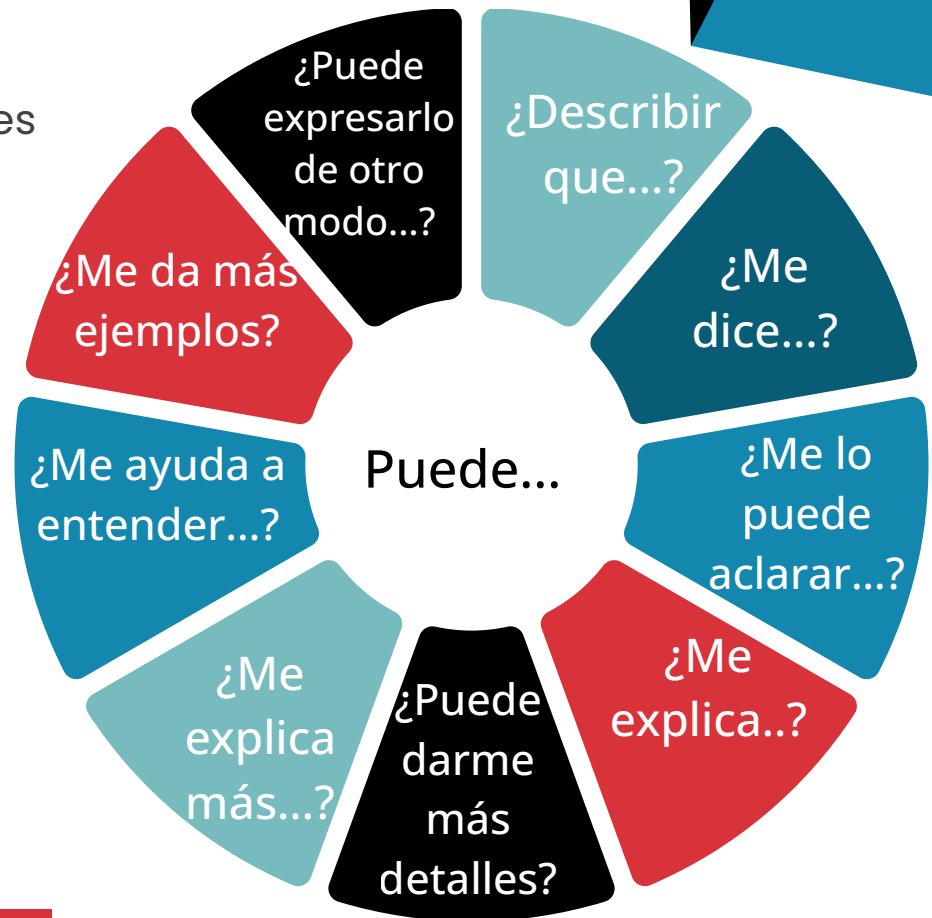 es
¿Puede
expresarlo
de otro
modo...?
¿Describir
que...?
¿Me
dice...?
¿Me lo
puede
aclarar...?
¿Me
explica..?
¿Puede
darme
más
detalles?
¿Me
explica
más...?
¿Me ayuda a
entender...?
¿Me da más
ejemplos?
Puede...